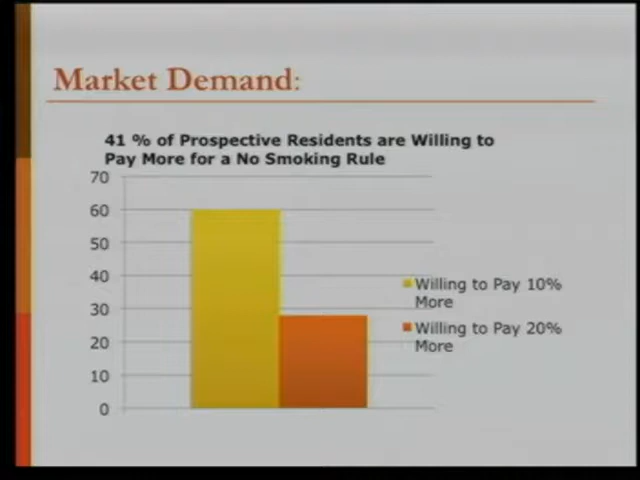 Market Demand:
41 % of Prospective Residents are Willing to
Pay More for a No Smoking Rule
70
60
50
40
30
20
10
0
Willing to Pay 10%
More
Willing to Pay 20%
More